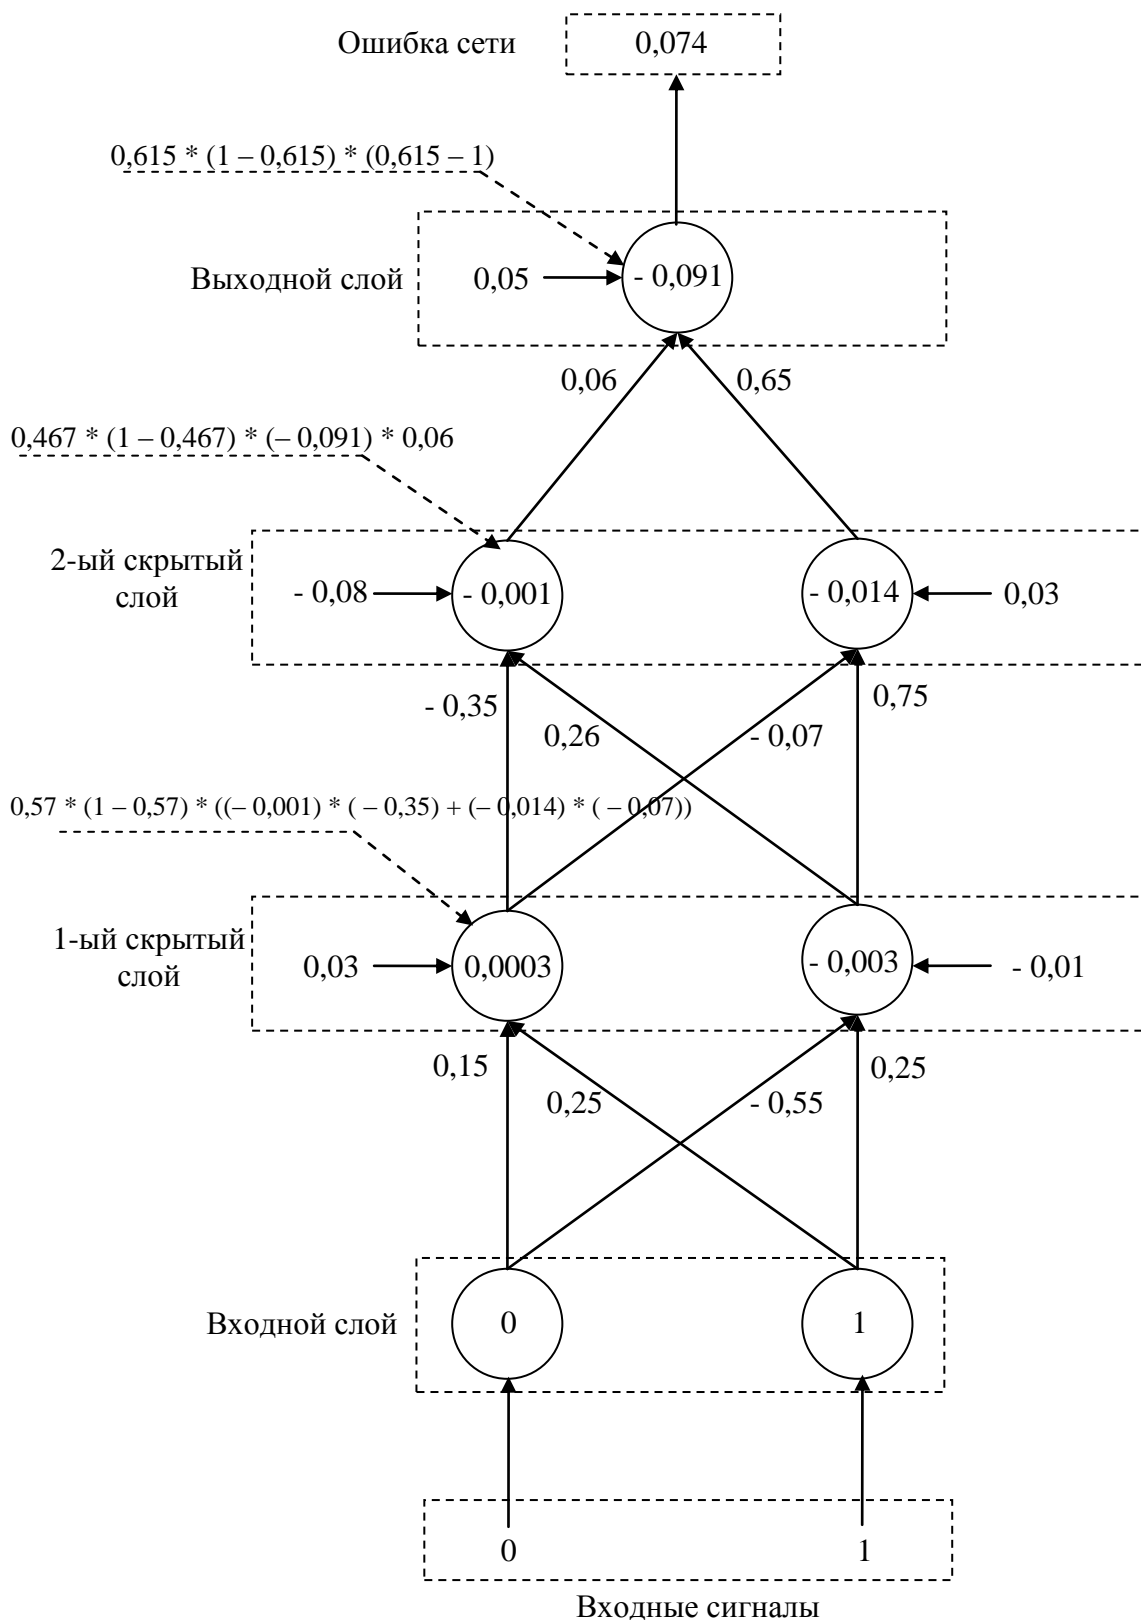 Ошибка сети
0,074
0,615 * (1 – 0,615) * (0,615 – 1)
Выходной слой
0,05
- 0,091
0,06
0,65
0,467 * (1 – 0,467) * (– 0,091) * 0,06
2-ый скрытый
слой
- 0,08
- 0,001
- 0,014
0,03
- 0,35
0,26
- 0,07
0,75
0,57 * (1 – 0,57) * ((– 0,001) * ( – 0,35) + (– 0,014) * ( – 0,07))
1-ый скрытый
слой
0,03
0,0003
- 0,003
- 0,01
0,15
0,25
- 0,55
0,25
Входной слой
0
1
0
1
Входные сигналы